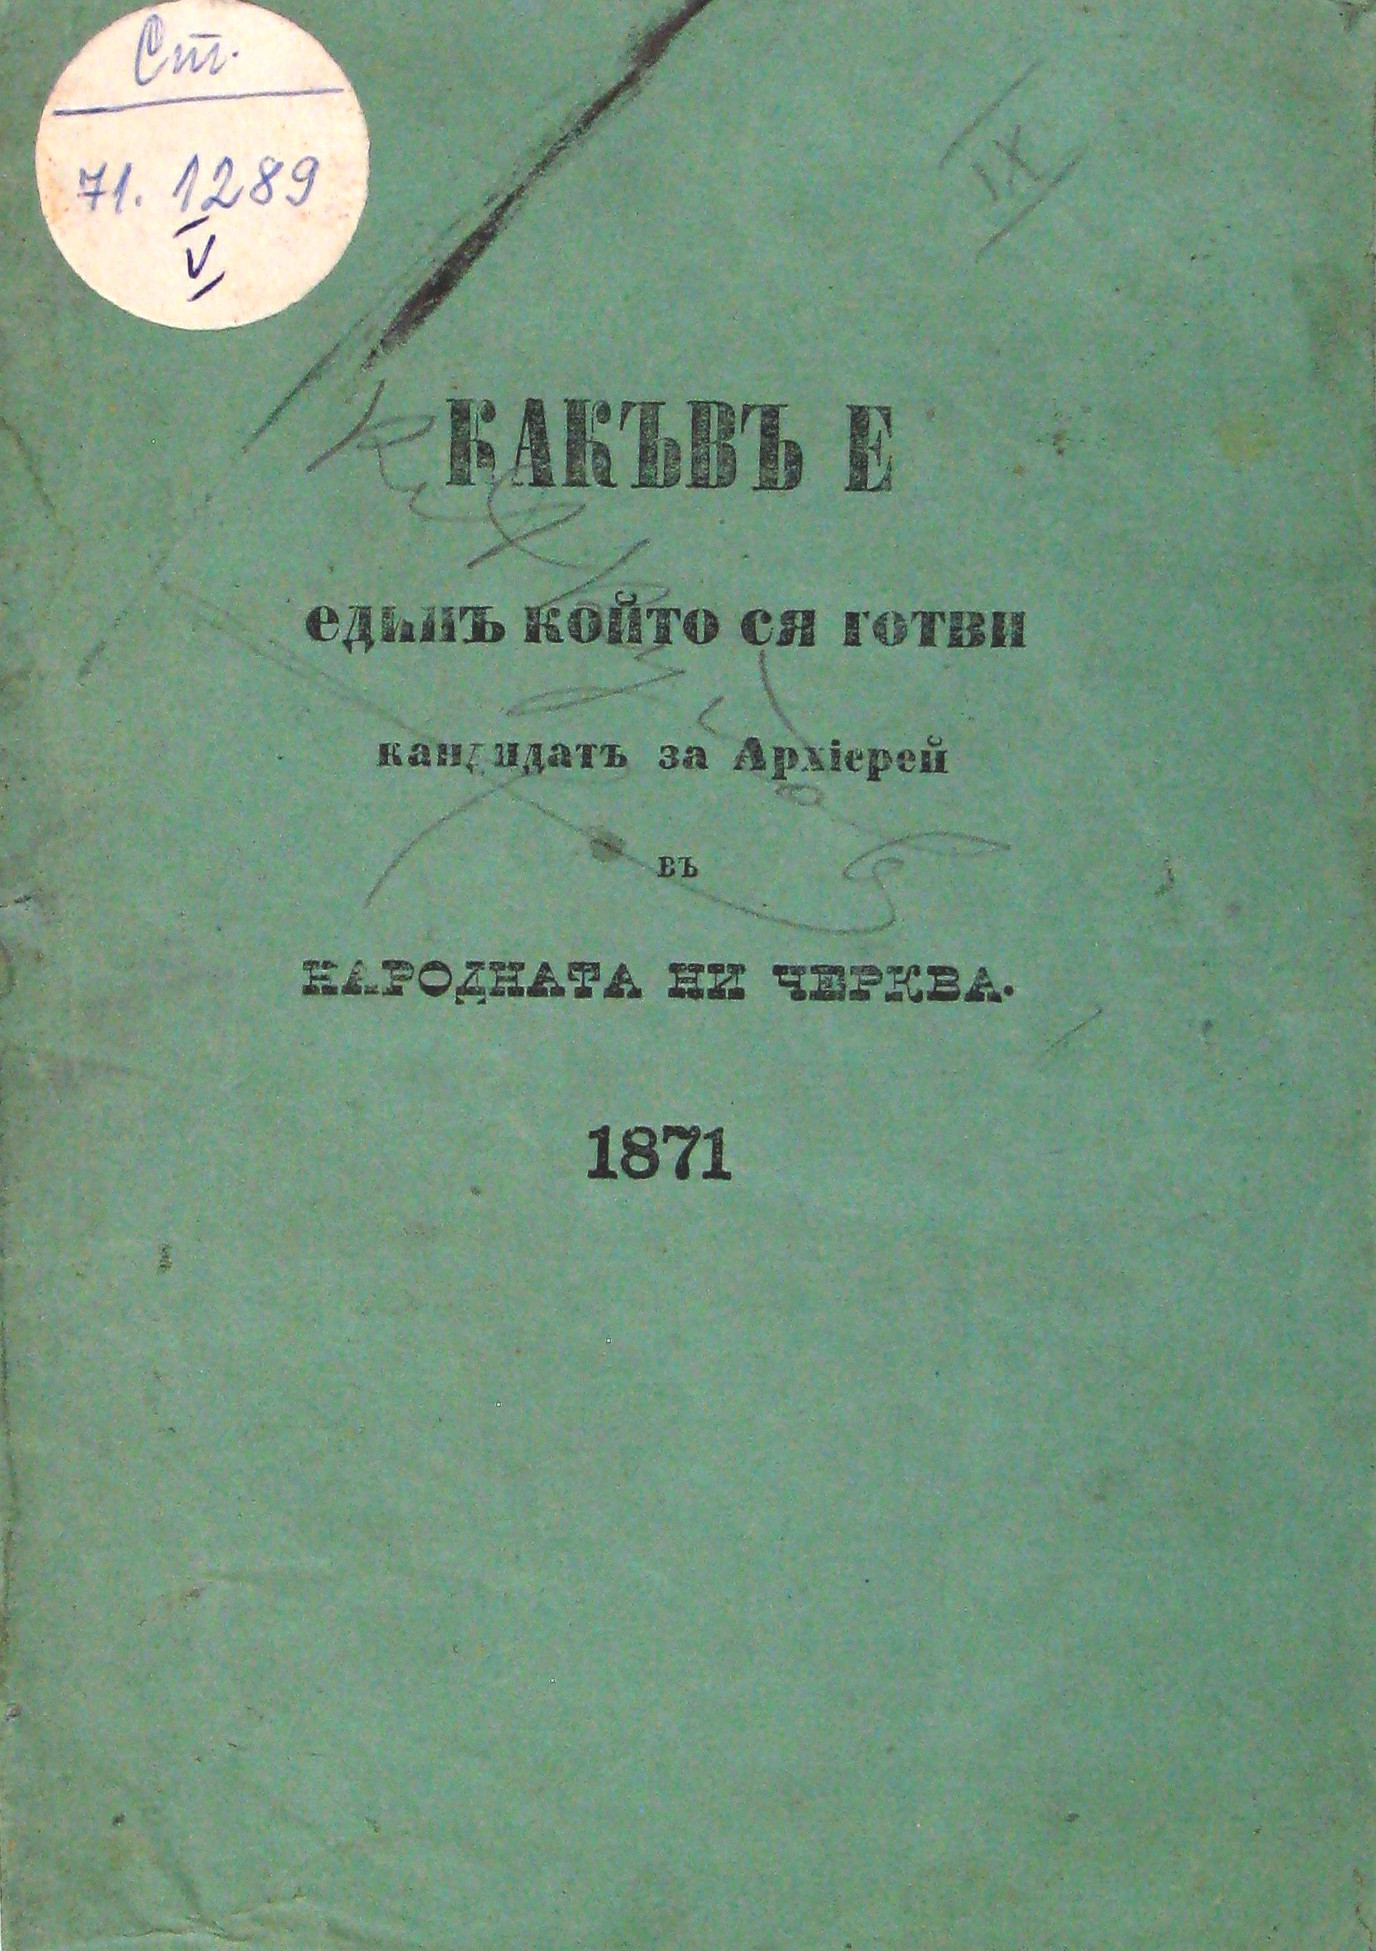 Ст.
71. 1289
V
IX
КАКЪВЪ Е
единъ който ся готви
кандидатъ за Архіерей
въ
НАРОДНАТА НИ ЧЕРКВА.
1871